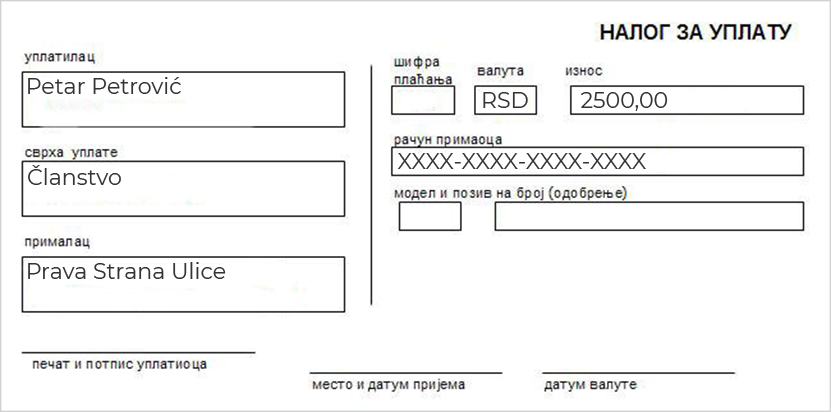 НАЛОГ ЗА УПЛАТУ
уплатилац
Petar Petrović
сврха уплате
Članstvo
прималац
Prava Strana Ulice
печат и потпис уплатиоца
шифра
плаћања
валута
износ
RSD
2500,00
рачун примаоца
XXXX-XXXX-XXXX-XXXX
модел и позив на број (одобрење)
место и датум пријема
датум валуте